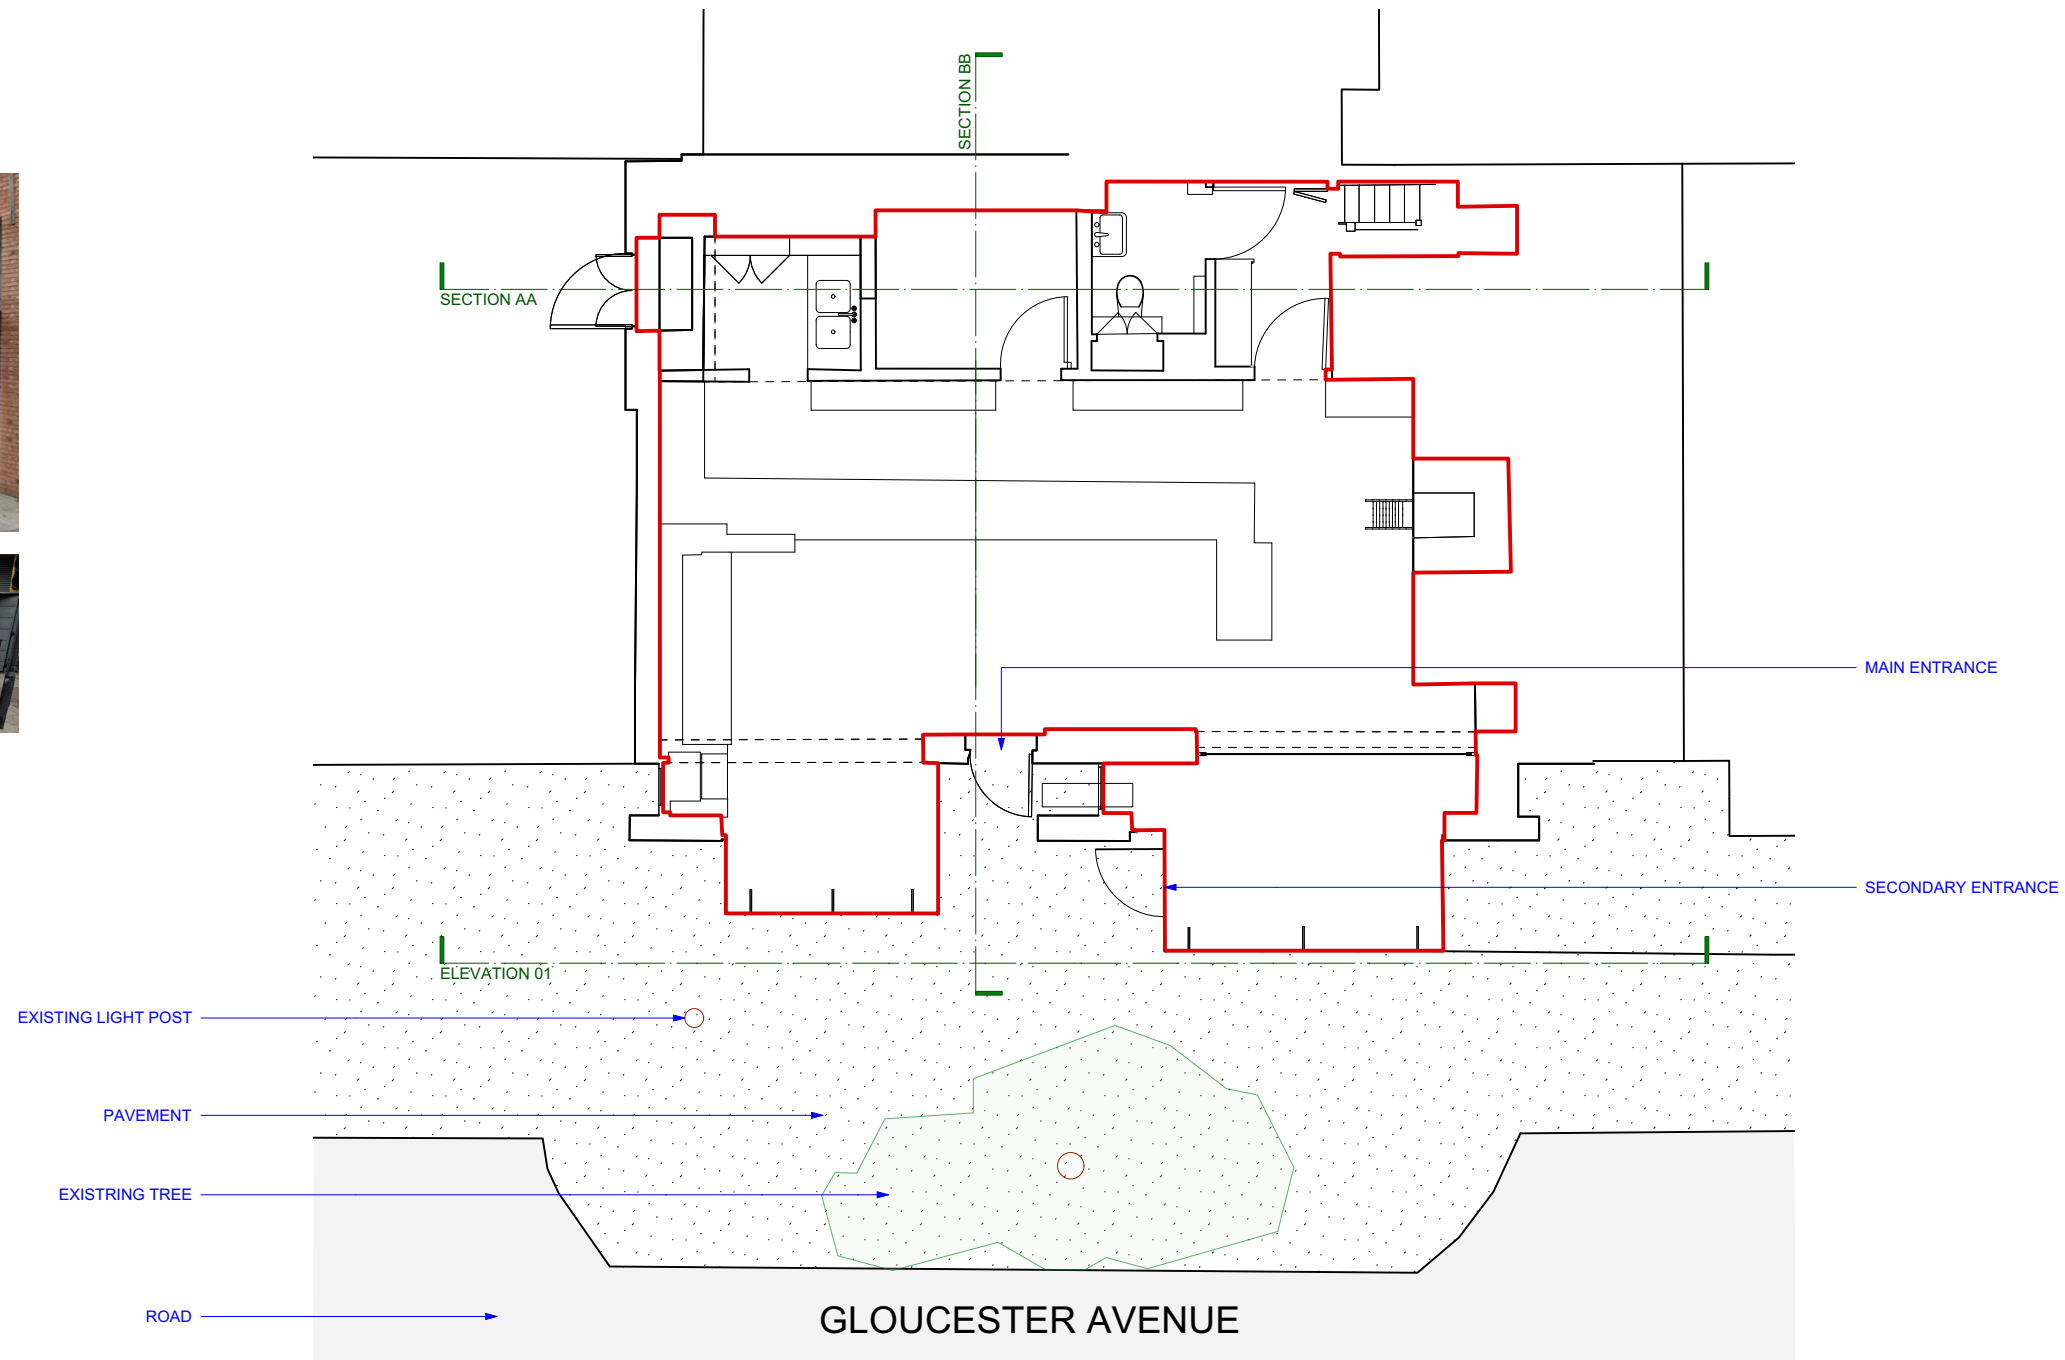 SECTION BB
SECTION AA
MAIN ENTRANCE
SECONDARY ENTRANCE
ELEVATION 01
EXISTING LIGHT POST
PAVEMENT
EXISTRING TREE
ROAD
GLOUCESTER AVENUE